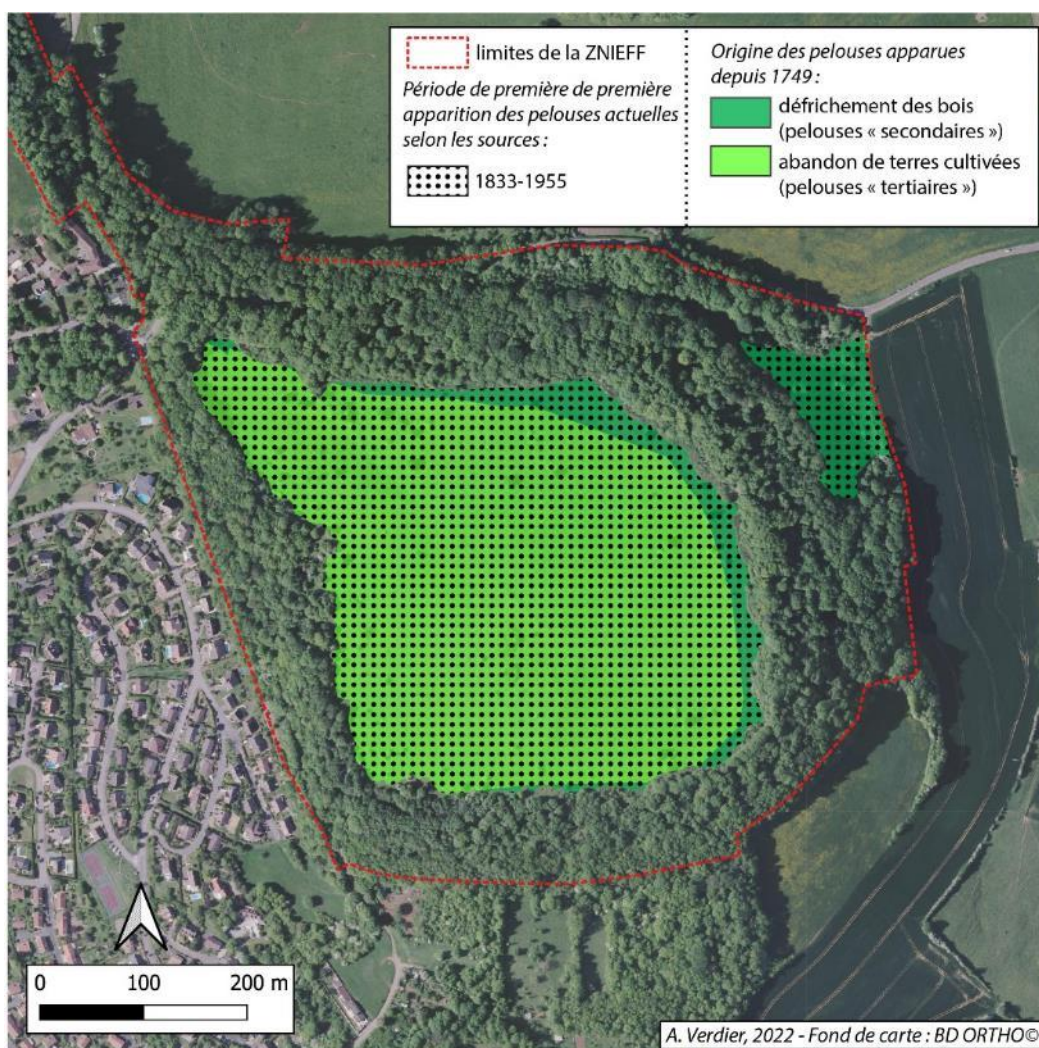 limites de la ZNIEFF
Période de première de première
apparition des pelouses actuelles
selon les sources :
1833-1955
Origine des pelouses apparues
depuis 1749 :
défrichement des bois
(pelouses « secondaires »)
abandon de terres cultivées
(pelouses « tertiaires »)
0 100 200 m
A. Verdier, 2022 - Fond de carte : BD ORTHO©